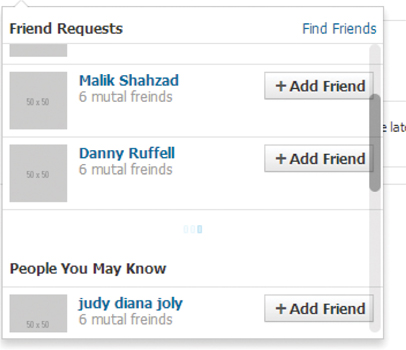 Friend Requests Find Friends
Malik Shahzad
6 mutal freinds
+ Add Friend
50 x 50
Danny Ruffell
6 mutal freinds
+ Add Friend
50 x 50
People You May Know
judy diana joly
6 mutal freinds
+ Add Friend
50 x 50